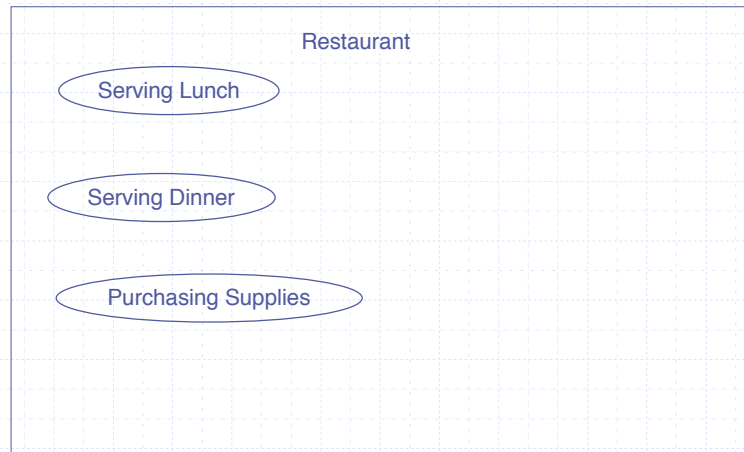 Restaurant
Serving Lunch
Serving Dinner
Purchasing Supplies